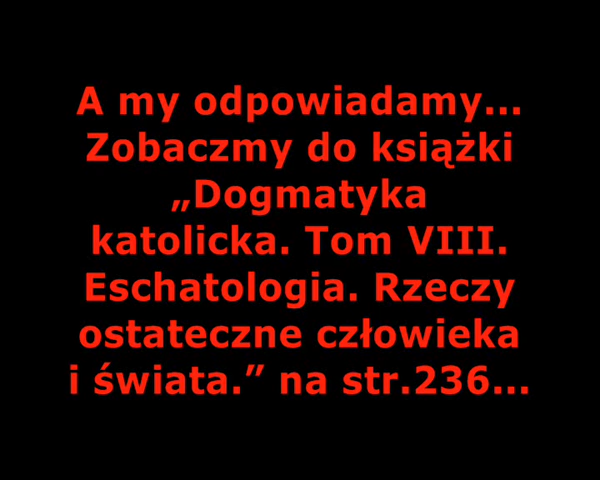 A my odpowiadamy...
Zobaczmy do książki
„Dogmatyka
katolicka. Tom VIII.
Eschatologia. Rzeczy
ostateczne człowieka
i świata.” na str.236...